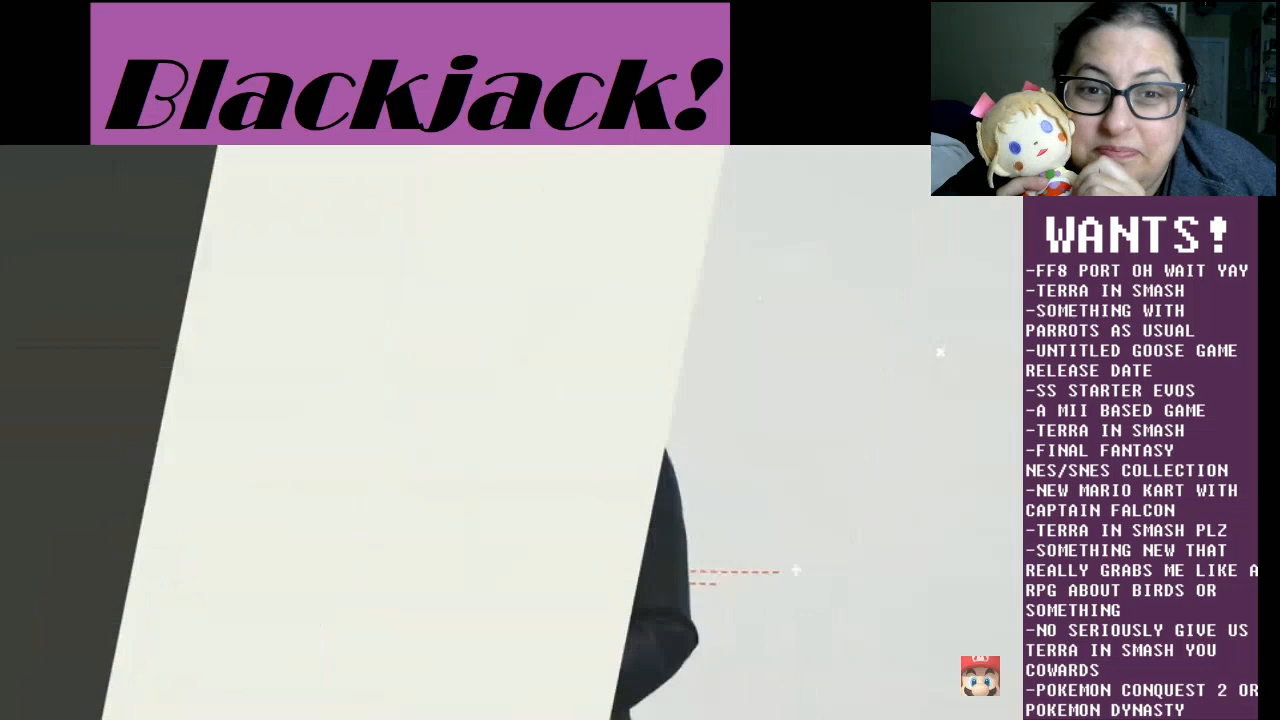 Blackjack!
WANTS!
-FF8 PORT OH WAIT YAY
-TERRA IN SMASH
-SOMETHING WITH
PARROTS AS USUAL
-UNTITLED GOOSE GAME
RELEASE DATE
-SS STARTER EVOS
-A MII BASED GAME
-TERRA IN SMASH
-FINAL FANTASY
NES/SNES COLLECTION
-NEW MARIO KART WITH
CAPTAIN FALCON
-TERRA IN SMASH PLZ
-SOMETHING NEW THAT
REALLY GRABS ME LIKE A
RPG ABOUT BIRDS OR
SOMETHING
-NO SERIOUSLY GIVE US
TERRA IN SMASH YOU
COWARDS
-POKEMON CONQUEST 2 OR
POKEMON DYNASTY